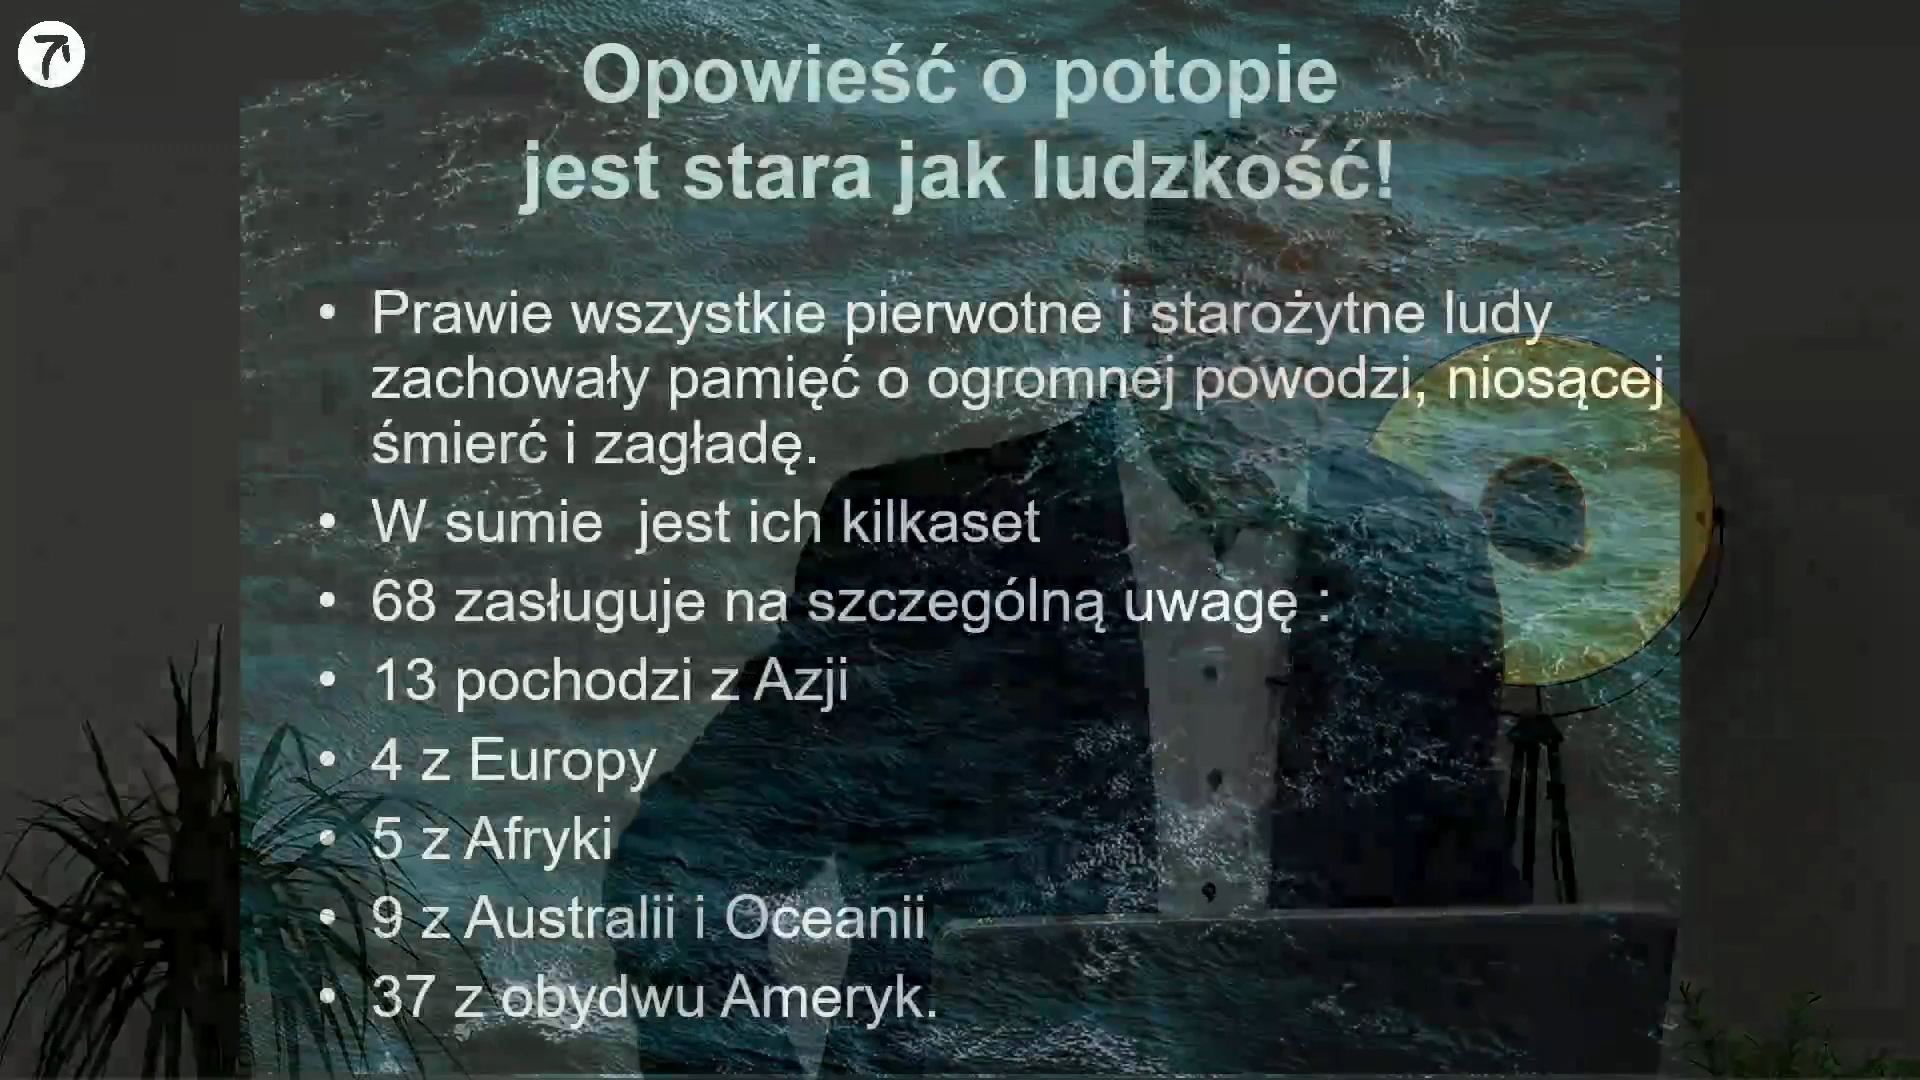 Opowieść o potopie
jest stara jak ludzkość!
• Prawie wszystkie pierwotne i starożytne ludy
zachowały pamięć o ogromnej powodzi, niosącej
śmierć i zagładę.
• W sumie  jest ich kilkaset
• 68 zasługuje na szczególną uwagę :
• 13 pochodzi z Azji
• 4 z Europy
• 5 z Afryki
• 9 z Australii i Oceanii
• 37 z obydwu Ameryk.